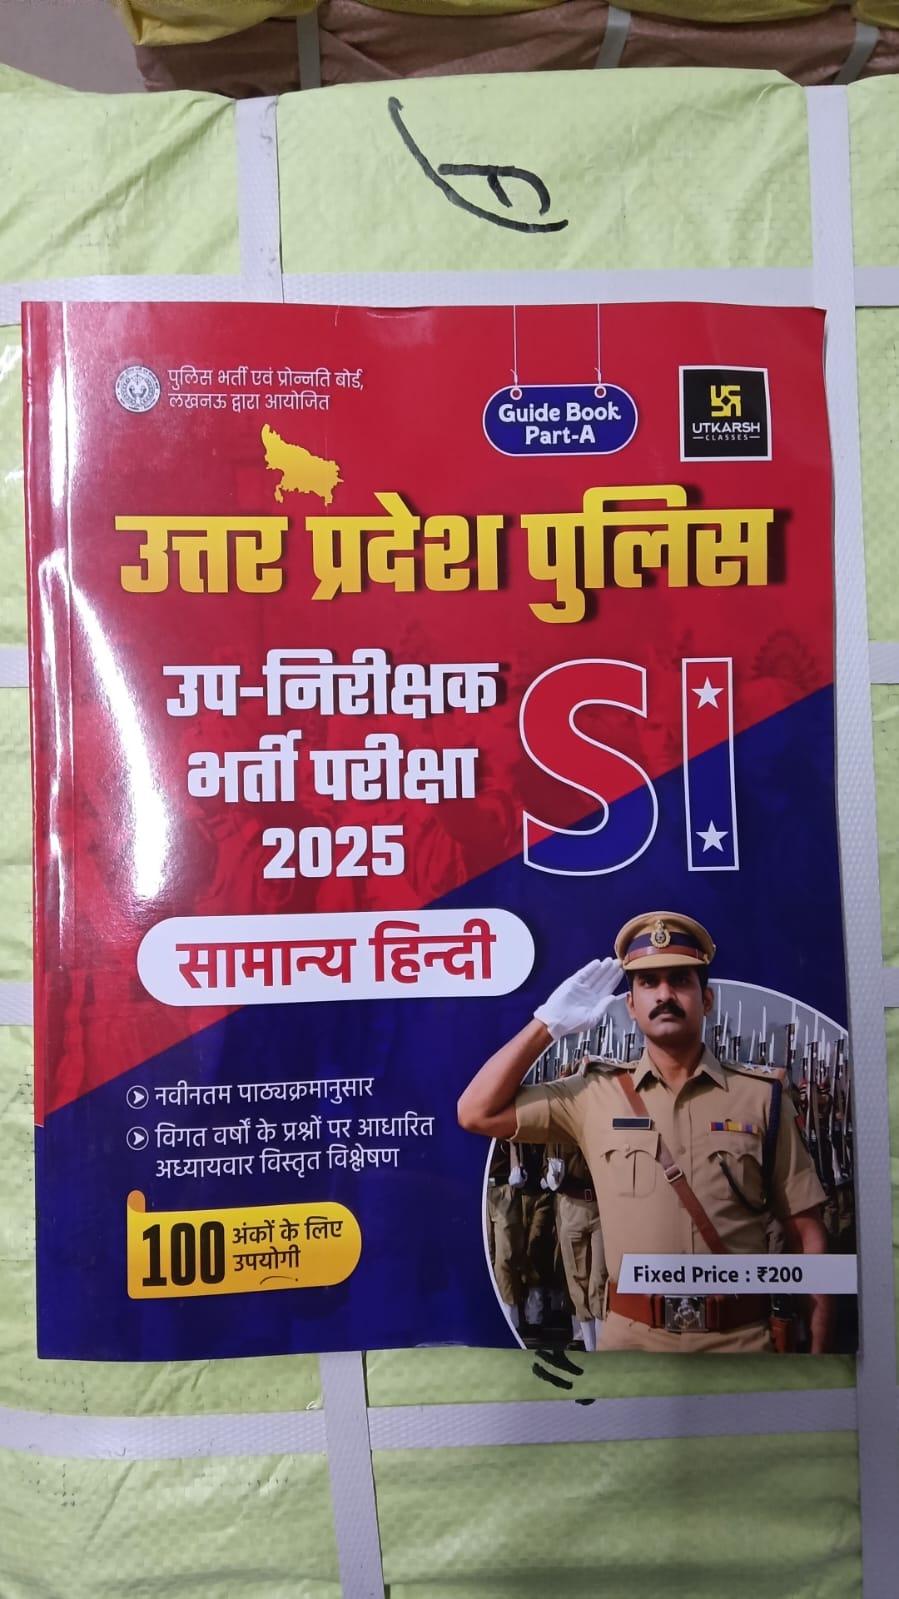 पुलिस भर्ती एवं प्रोन्नति बोर्ड,
लखनऊ द्वारा आयोजित
Guide Book
Part-A
UTKARSH
CLASSES
उत्तर प्रदेश पुलिस
उप-निरीक्षक
भर्ती परीक्षा
2025
SI
सामान्य हिन्दी
नवीनतम पाठ्यक्रमानुसार
विगत वर्षों के प्रश्नों पर आधारित
अध्यायवार विस्तृत विश्लेषण
100 अंकों के लिए
उपयोगी
Fixed Price : ₹200